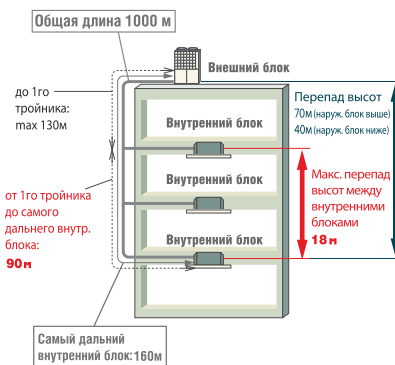 Общая длина 1000 м
Внешний блок
до 1го
тройника:
max 130м
Перепад высот
70м (наруж. блок выше)
40м (наруж. блок ниже)
Внутренний блок
Внутренний блок
Внутренний блок
Макс. перепад
высот между
внутренними
блоками
18м
от 1го тройника
до самого
дальнего внутр.
блока:
90м
Самый дальний
внутренний блок:160м